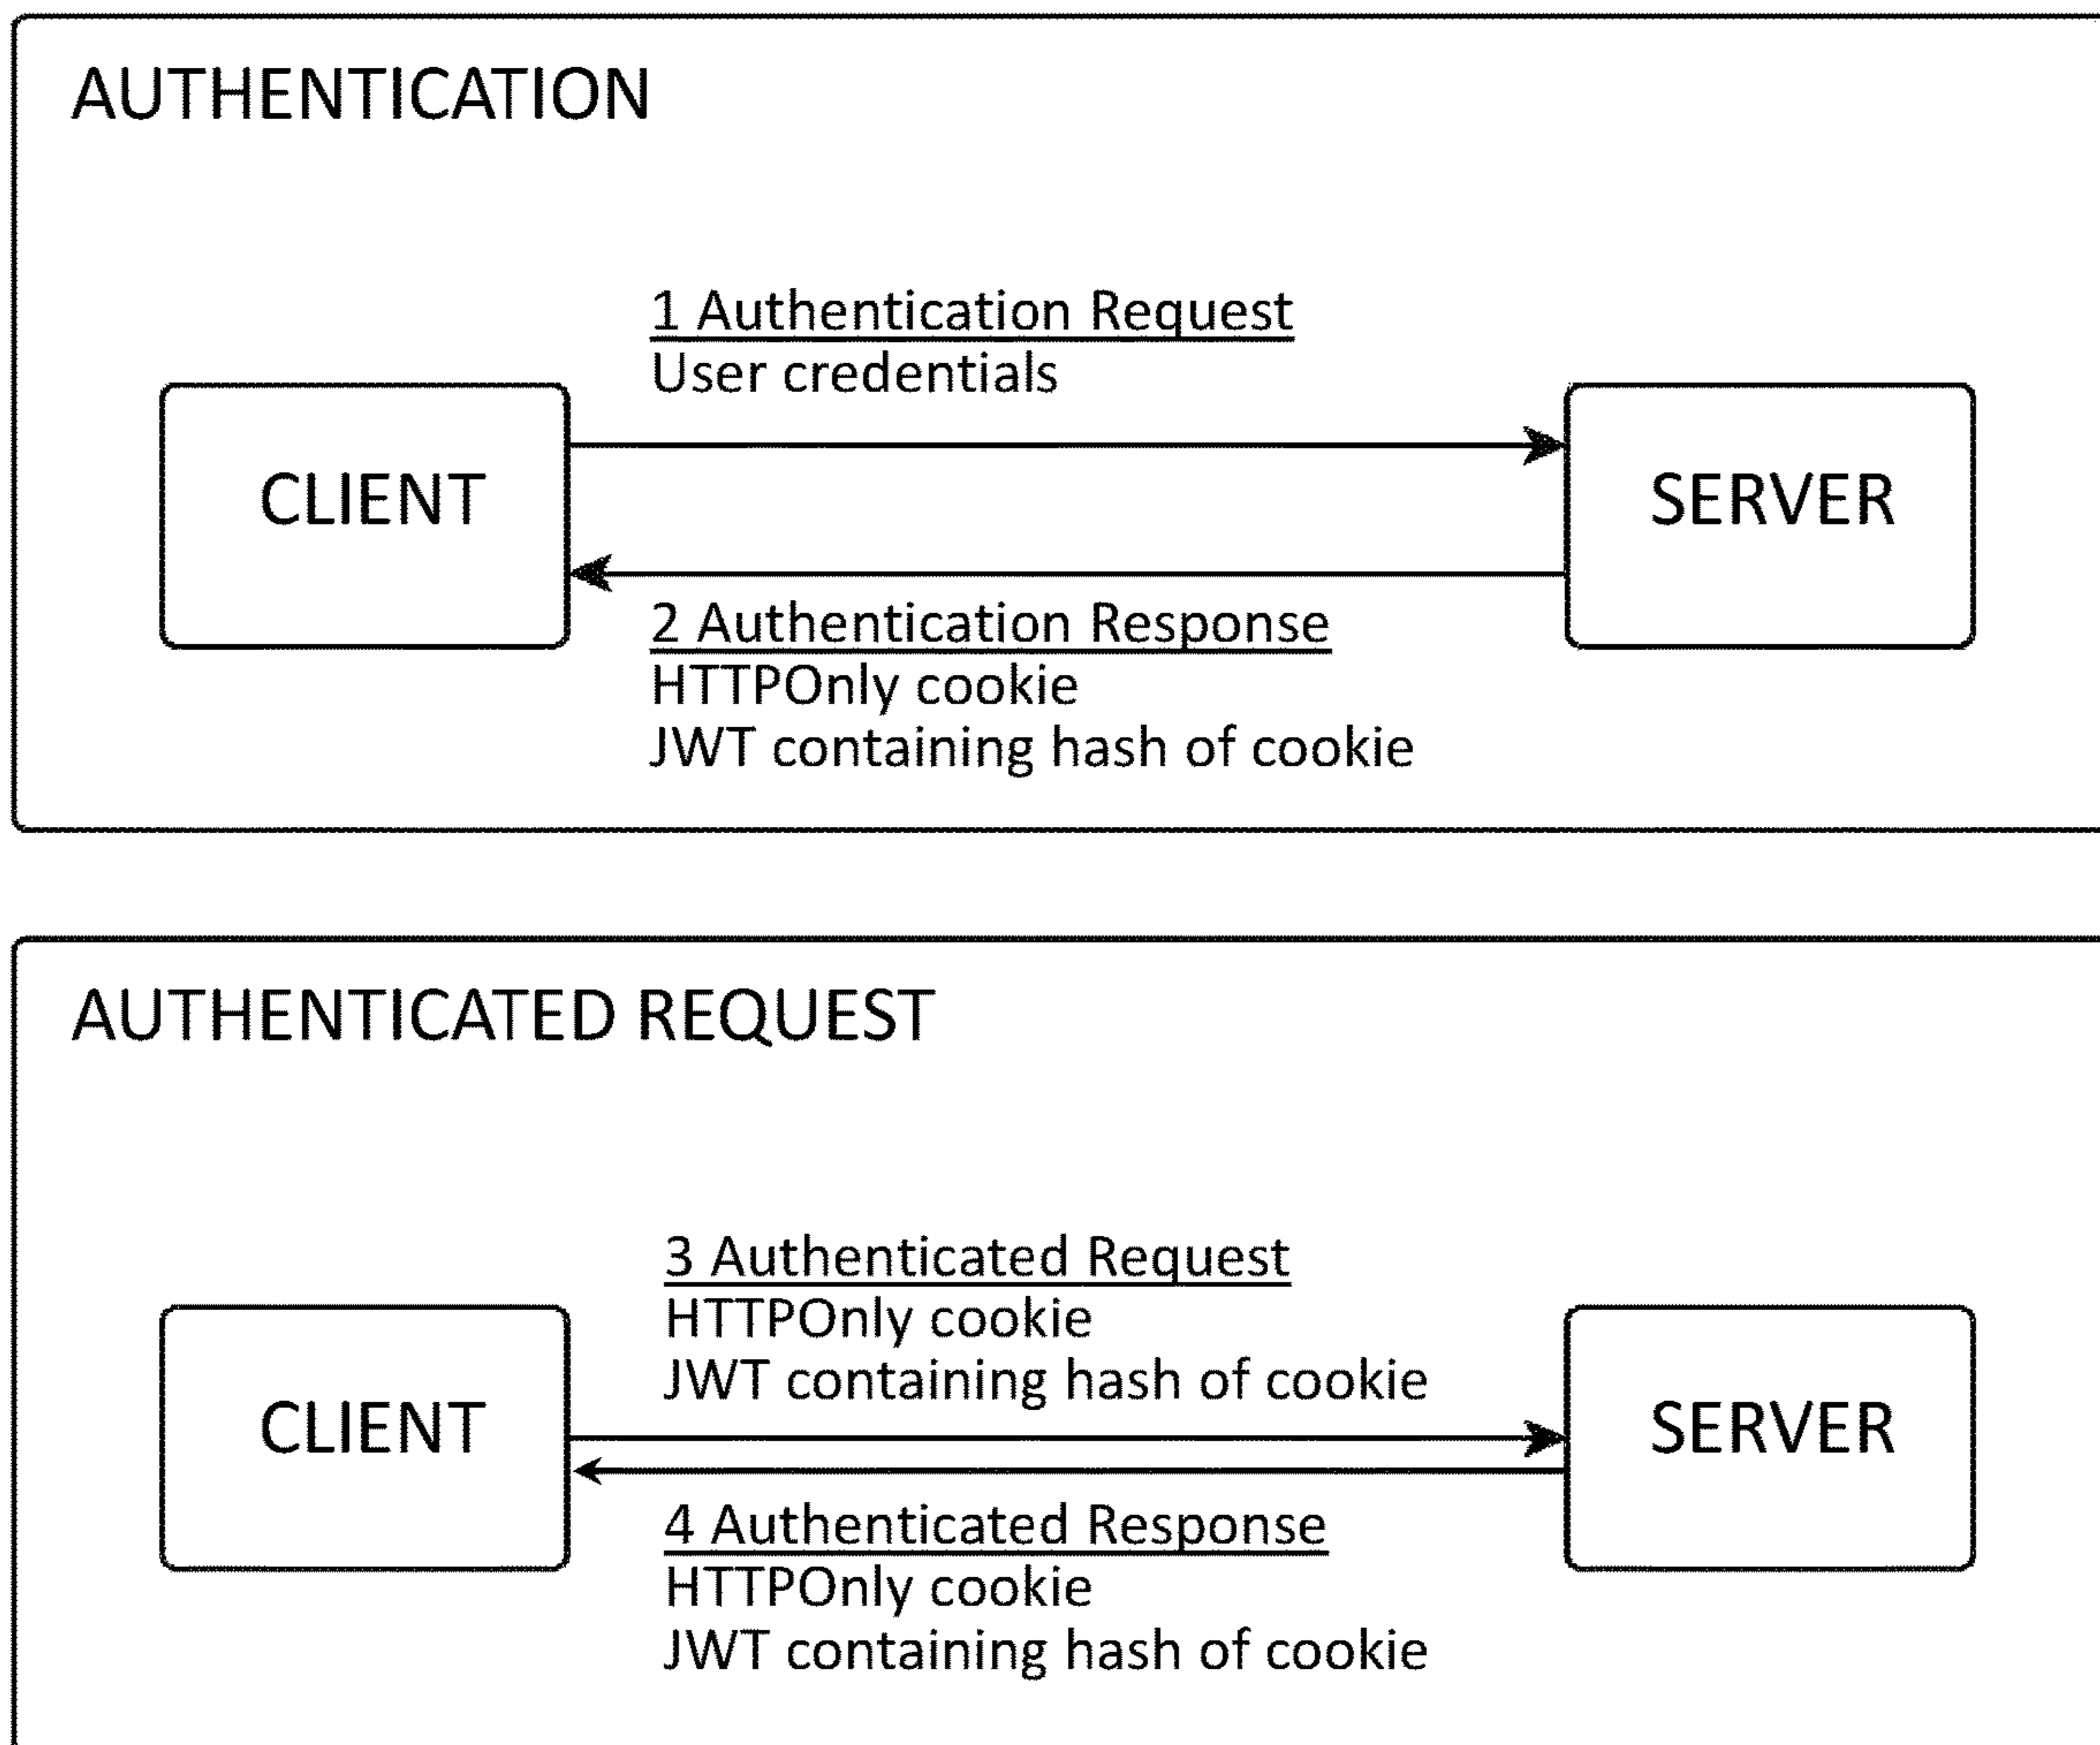 AUTHENTICATION
1 Authentication Request
User credentials
CLIENT
SERVER
2 Authentication Response
HTTPOnly cookie
JWT containing hash of cookie
AUTHENTICATED REQUEST
3 Authenticated Request
HTTPOnly cookie
JWT containing hash of cookie
CLIENT
SERVER
4 Authenticated Response
HTTPOnly cookie
JWT containing hash of cookie